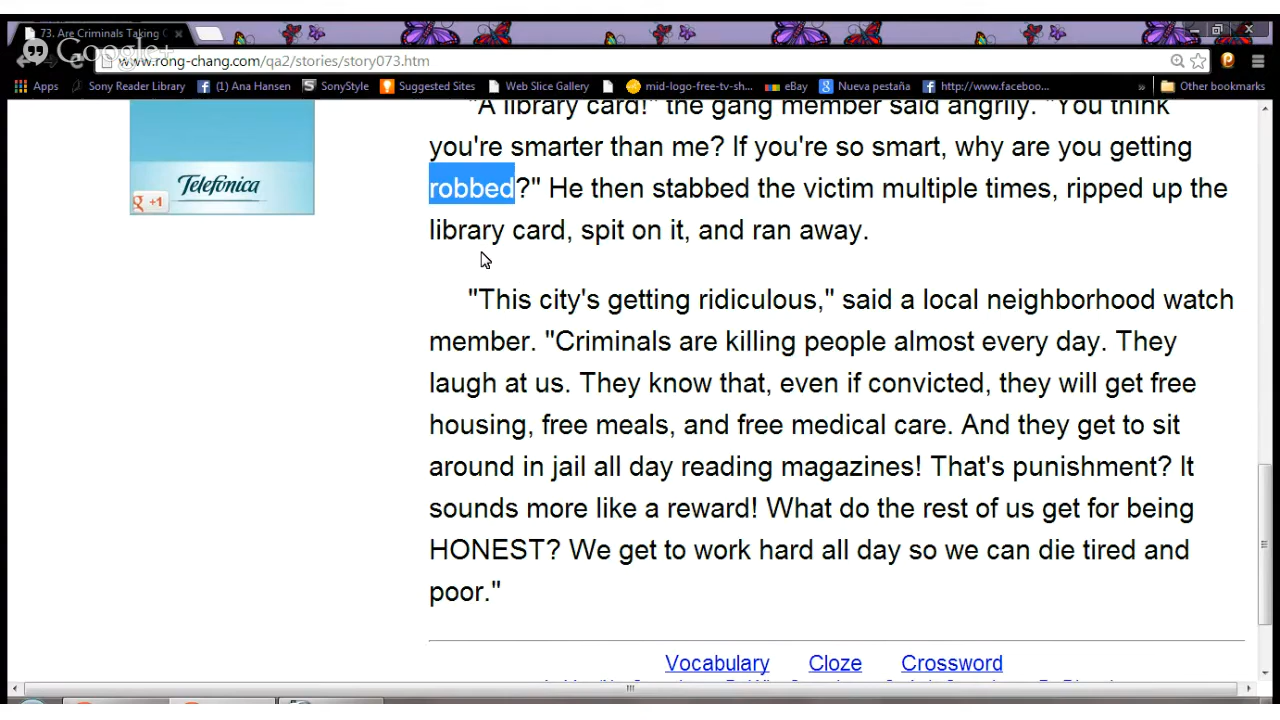 73. Are Criminals Taking
Google+
www.rong-chang.com/qa2/stories/story073.htm
Apps Sony Reader Library (1) Ana Hansen SonyStyle Suggested Sites Web Slice Gallery mid-logo-free-tv-sh... eBay Nueva pestaña http://www.faceboo... » Other bookmarks
"A library card!" the gang member said angrily. "You think
you're smarter than me? If you're so smart, why are you getting
robbed?" He then stabbed the victim multiple times, ripped up the
library card, spit on it, and ran away.
Telefónica
+1
"This city's getting ridiculous," said a local neighborhood watch
member. "Criminals are killing people almost every day. They
laugh at us. They know that, even if convicted, they will get free
housing, free meals, and free medical care. And they get to sit
around in jail all day reading magazines! That's punishment? It
sounds more like a reward! What do the rest of us get for being
HONEST? We get to work hard all day so we can die tired and
poor."
Vocabulary Cloze Crossword